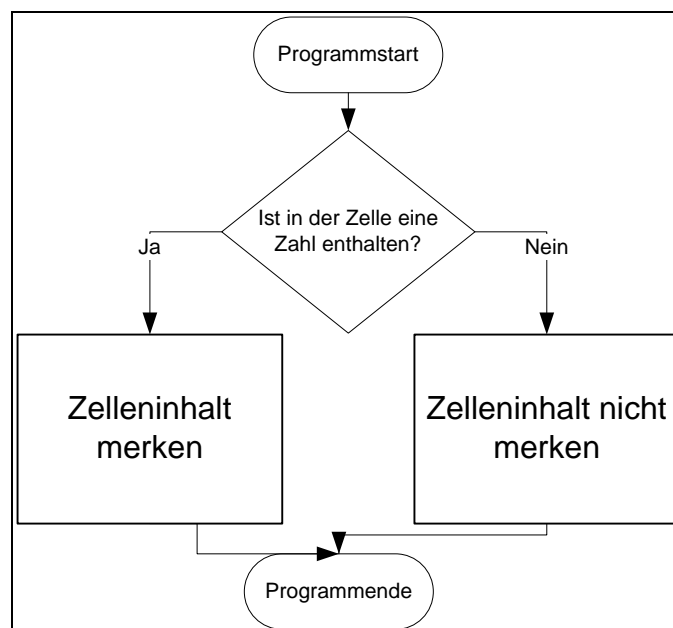 Programmstart
Ist in der Zelle eine
Zahl enthalten?
Ja
Nein
Zelleninhalt
merken
Zelleninhalt nicht
merken
Programmende